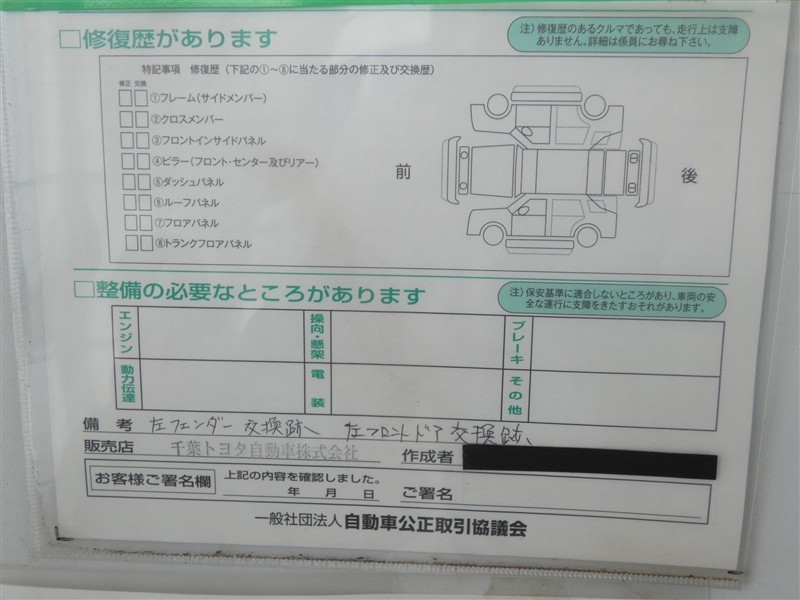 □修復歴があります
注）修復歴のあるクルマであっても、走行上は支障
ありません。詳細は係員にお尋ね下さい。
特記事項 修復歴（下記の①～⑧に当たる部分の修正及び交換歴）
修正 交換
□□①フレーム（サイドメンバー）
□□②クロスメンバー
□□③フロントインサイドパネル
□□④ピラー（フロント・センター及びリアー）
□□⑤ダッシュパネル
□□⑥ルーフパネル
□□⑦フロアパネル
□□⑧トランクフロアパネル
前
後
□整備の必要なところがあります
注）保安基準に適合しないところがあり、車両の安
全な運行に支障をきたすおそれがあります。
エンジン
操向・懸架
ブレーキ
動力伝達
電装
その他
備考 左フェンダー交換跡、 左フロントドア交換跡、
販売店 千葉トヨタ自動車株式会社 作成者
お客様ご署名欄
上記の内容を確認しました。
年 月 日 ご署名
一般社団法人 自動車公正取引協議会